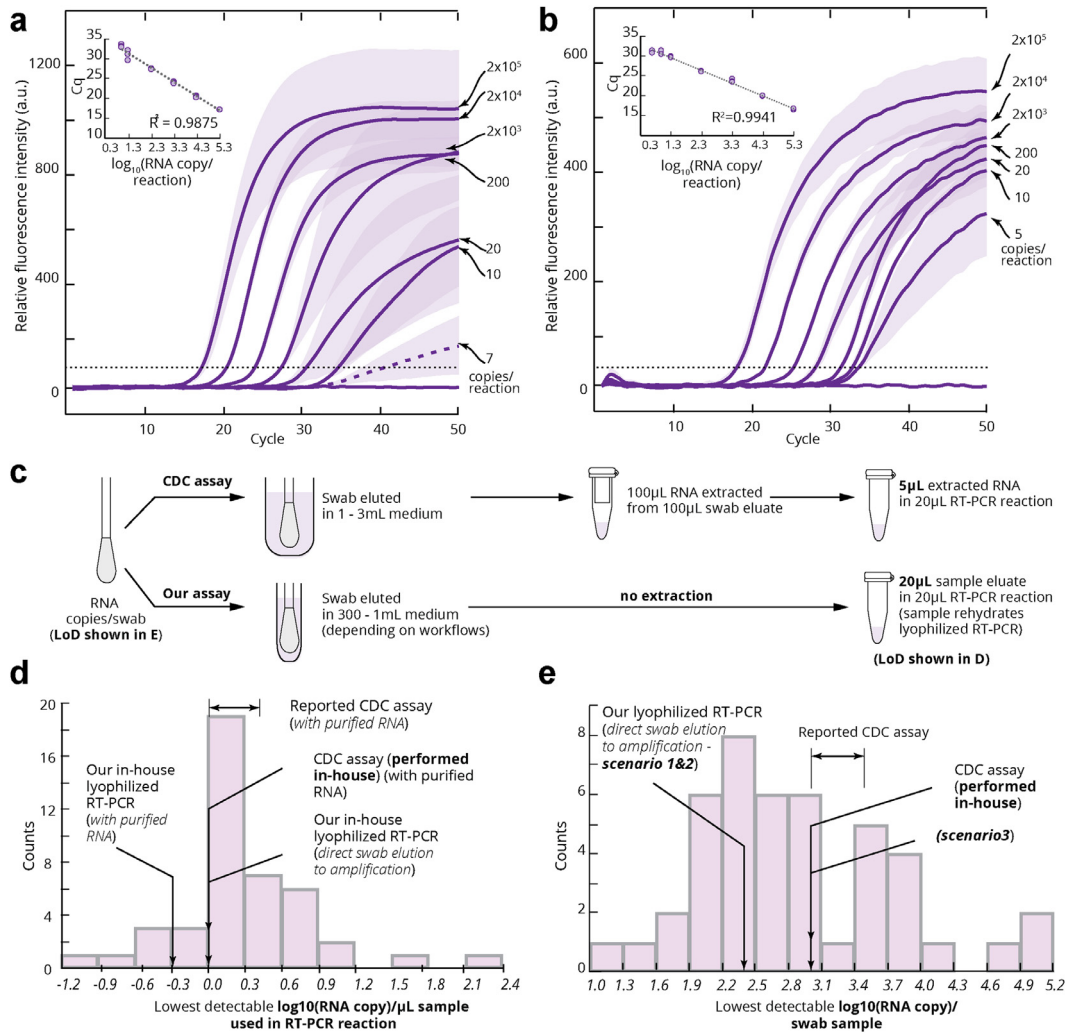 a
Relative fluorescence intensity (a.u.)
1200
800
400
0
10
20
30
40
50
Cycle
Cq
35
30
25
20
15
10
R² = 0.9875
0.3 1.3 2.3 3.3 4.3 5.3
log10(RNA copy/
reaction)
2x10⁵
2x10⁴
2x10³
200
20
10
7
copies/
reaction
b
Relative fluorescence intensity (a.u.)
600
400
200
0
10
20
30
40
50
Cycle
Cq
35
30
25
20
15
R²=0.9941
0.3 1.3 2.3 3.3 4.3 5.3
log10(RNA copy/
reaction)
2x10⁵
2x10⁴
2x10³
200
20
10
5
copies/
reaction
c
CDC assay
Swab eluted
in 1 - 3mL medium
100µL RNA extracted
from 100µL swab eluate
5µL extracted RNA
in 20µL RT-PCR reaction
RNA
copies/swab
(LoD shown in E)
Our assay
Swab eluted
in 300 - 1mL medium
(depending on workflows)
no extraction
20µL sample eluate
in 20µL RT-PCR reaction
(sample rehydrates
lyophilized RT-PCR)
(LoD shown in D)
d
Counts
20
16
12
8
4
0
Our in-house
lyophilized
RT-PCR
(with purified
RNA)
Reported CDC assay
(with purified RNA)
CDC assay (performed
in-house) (with purified
RNA)
Our in-house
lyophilized RT-PCR
(direct swab elution
to amplification)
-1.2 -0.9 -0.6 -0.3 0.0 0.3 0.6 0.9 1.2 1.5 1.8 2.1 2.4
Lowest detectable log10(RNA copy)/µL sample
used in RT-PCR reaction
e
Counts
8
6
4
2
0
Our lyophilized RT-PCR
(direct swab elution
to amplification -
scenario 1&2)
Reported CDC assay
CDC assay
(performed
in-house)
(scenario3)
1.0 1.3 1.6 1.9 2.2 2.5 2.8 3.1 3.4 3.7 4.0 4.3 4.6 4.9 5.2
Lowest detectable log10(RNA copy)/
swab sample